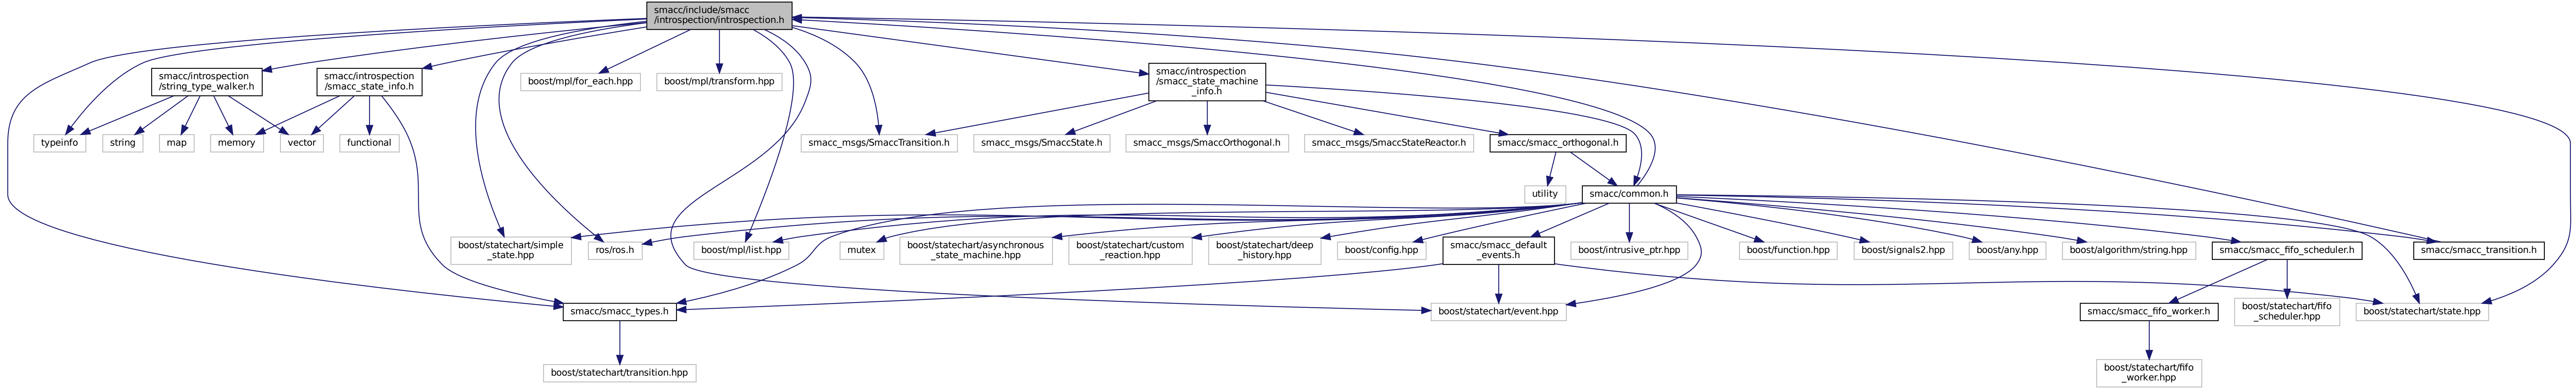 smacc/include/smacc
/introspection/introspection.h
smacc/introspection
/string_type_walker.h
smacc/introspection
/smacc_state_info.h
boost/mpl/for_each.hpp
boost/mpl/transform.hpp
smacc/introspection
/smacc_state_machine
_info.h
typeinfo
string
map
memory
vector
functional
smacc_msgs/SmaccTransition.h
smacc_msgs/SmaccState.h
smacc_msgs/SmaccOrthogonal.h
smacc_msgs/SmaccStateReactor.h
smacc/smacc_orthogonal.h
utility
smacc/common.h
boost/statechart/simple
_state.hpp
ros/ros.h
boost/mpl/list.hpp
mutex
boost/statechart/asynchronous
_state_machine.hpp
boost/statechart/custom
_reaction.hpp
boost/statechart/deep
_history.hpp
boost/config.hpp
smacc/smacc_default
_events.h
boost/intrusive_ptr.hpp
boost/function.hpp
boost/signals2.hpp
boost/any.hpp
boost/algorithm/string.hpp
smacc/smacc_fifo_scheduler.h
smacc/smacc_transition.h
smacc/smacc_types.h
boost/statechart/event.hpp
smacc/smacc_fifo_worker.h
boost/statechart/fifo
_scheduler.hpp
boost/statechart/state.hpp
boost/statechart/transition.hpp
boost/statechart/fifo
_worker.hpp